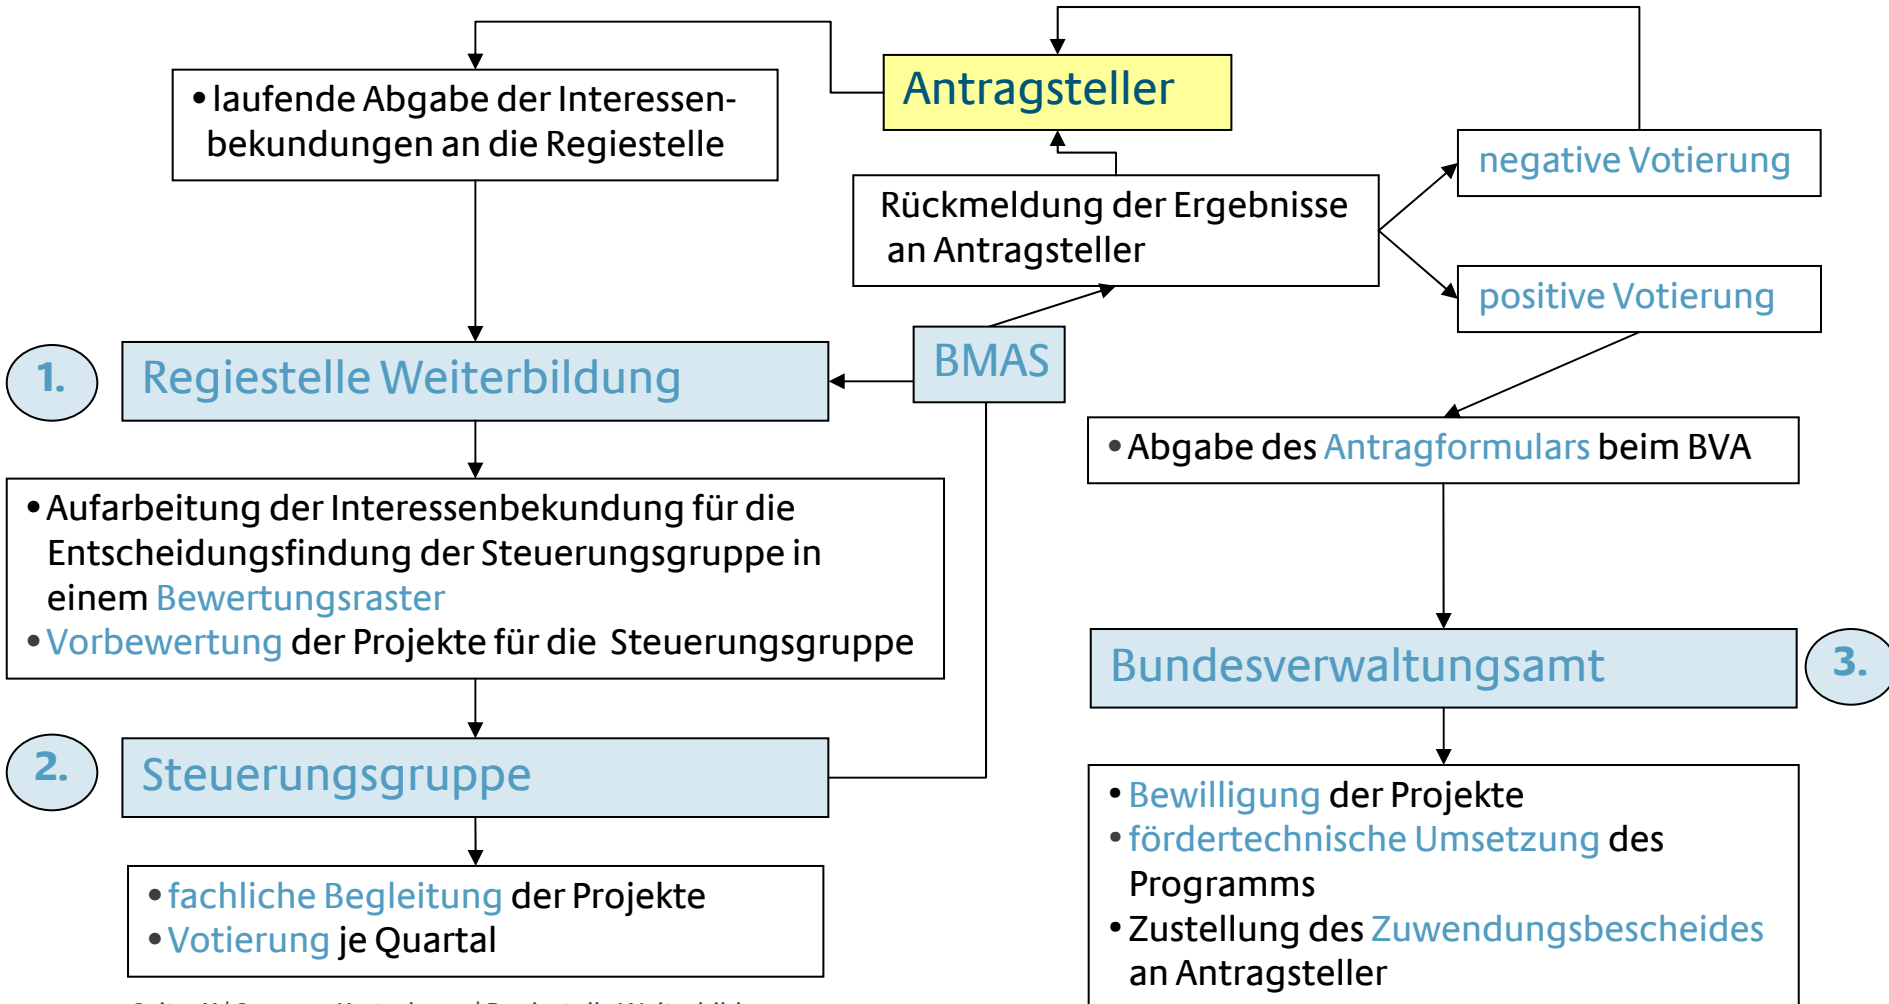 Antragsteller
• laufende Abgabe der Interessen-
bekundungen an die Regiestelle
negative Votierung
Rückmeldung der Ergebnisse
an Antragsteller
positive Votierung
BMAS
1.
Regiestelle Weiterbildung
• Abgabe des Antragformulars beim BVA
• Aufarbeitung der Interessenbekundung für die
Entscheidungsfindung der Steuerungsgruppe in
einem Bewertungsraster
• Vorbewertung der Projekte für die Steuerungsgruppe
Bundesverwaltungsamt
3.
2.
Steuerungsgruppe
• Bewilligung der Projekte
• fördertechnische Umsetzung des
Programms
• Zustellung des Zuwendungsbescheides
an Antragsteller
• fachliche Begleitung der Projekte
• Votierung je Quartal